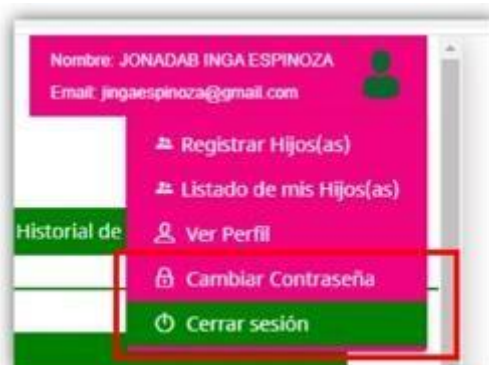 Nombre: JONADAB INGA ESPINOZA
Email: jingaespinoza@gmail.com
Registrar Hijos(as)
Listado de mis Hijos(as)
Historial de
Ver Perfil
Cambiar Contraseña
Cerrar sesión